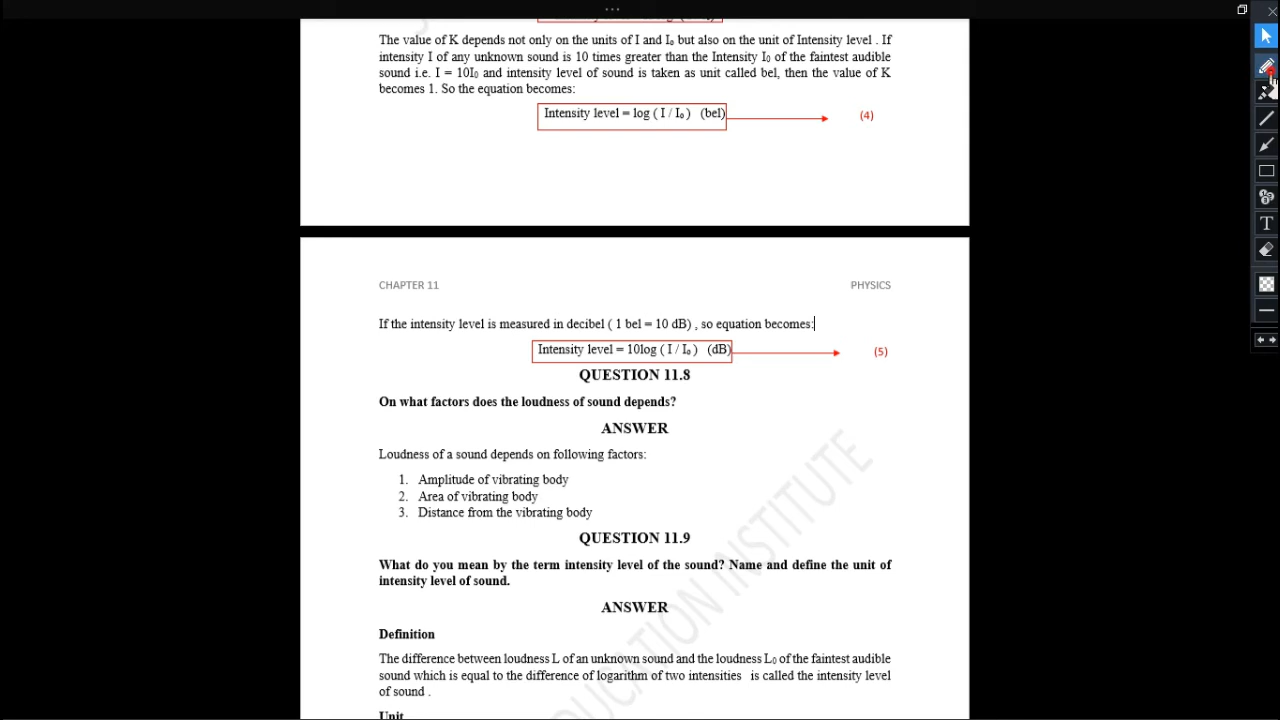 The value of K depends not only on the units of I and I₀ but also on the unit of Intensity level . If
intensity I of any unknown sound is 10 times greater than the Intensity I₀ of the faintest audible
sound i.e. I = 10I₀ and intensity level of sound is taken as unit called bel, then the value of K
becomes 1. So the equation becomes:
Intensity level = log ( I / I₀ ) (bel) (4)
CHAPTER 11 PHYSICS
If the intensity level is measured in decibel ( 1 bel = 10 dB) , so equation becomes:
Intensity level = 10log ( I / I₀ ) (dB) (5)
QUESTION 11.8
On what factors does the loudness of sound depends?
ANSWER
Loudness of a sound depends on following factors:
1. Amplitude of vibrating body
2. Area of vibrating body
3. Distance from the vibrating body
QUESTION 11.9
What do you mean by the term intensity level of the sound? Name and define the unit of
intensity level of sound.
ANSWER
Definition
The difference between loudness L of an unknown sound and the loudness L₀ of the faintest audible
sound which is equal to the difference of logarithm of two intensities is called the intensity level
of sound .
Unit
EDUCATION INSTITUTE
T